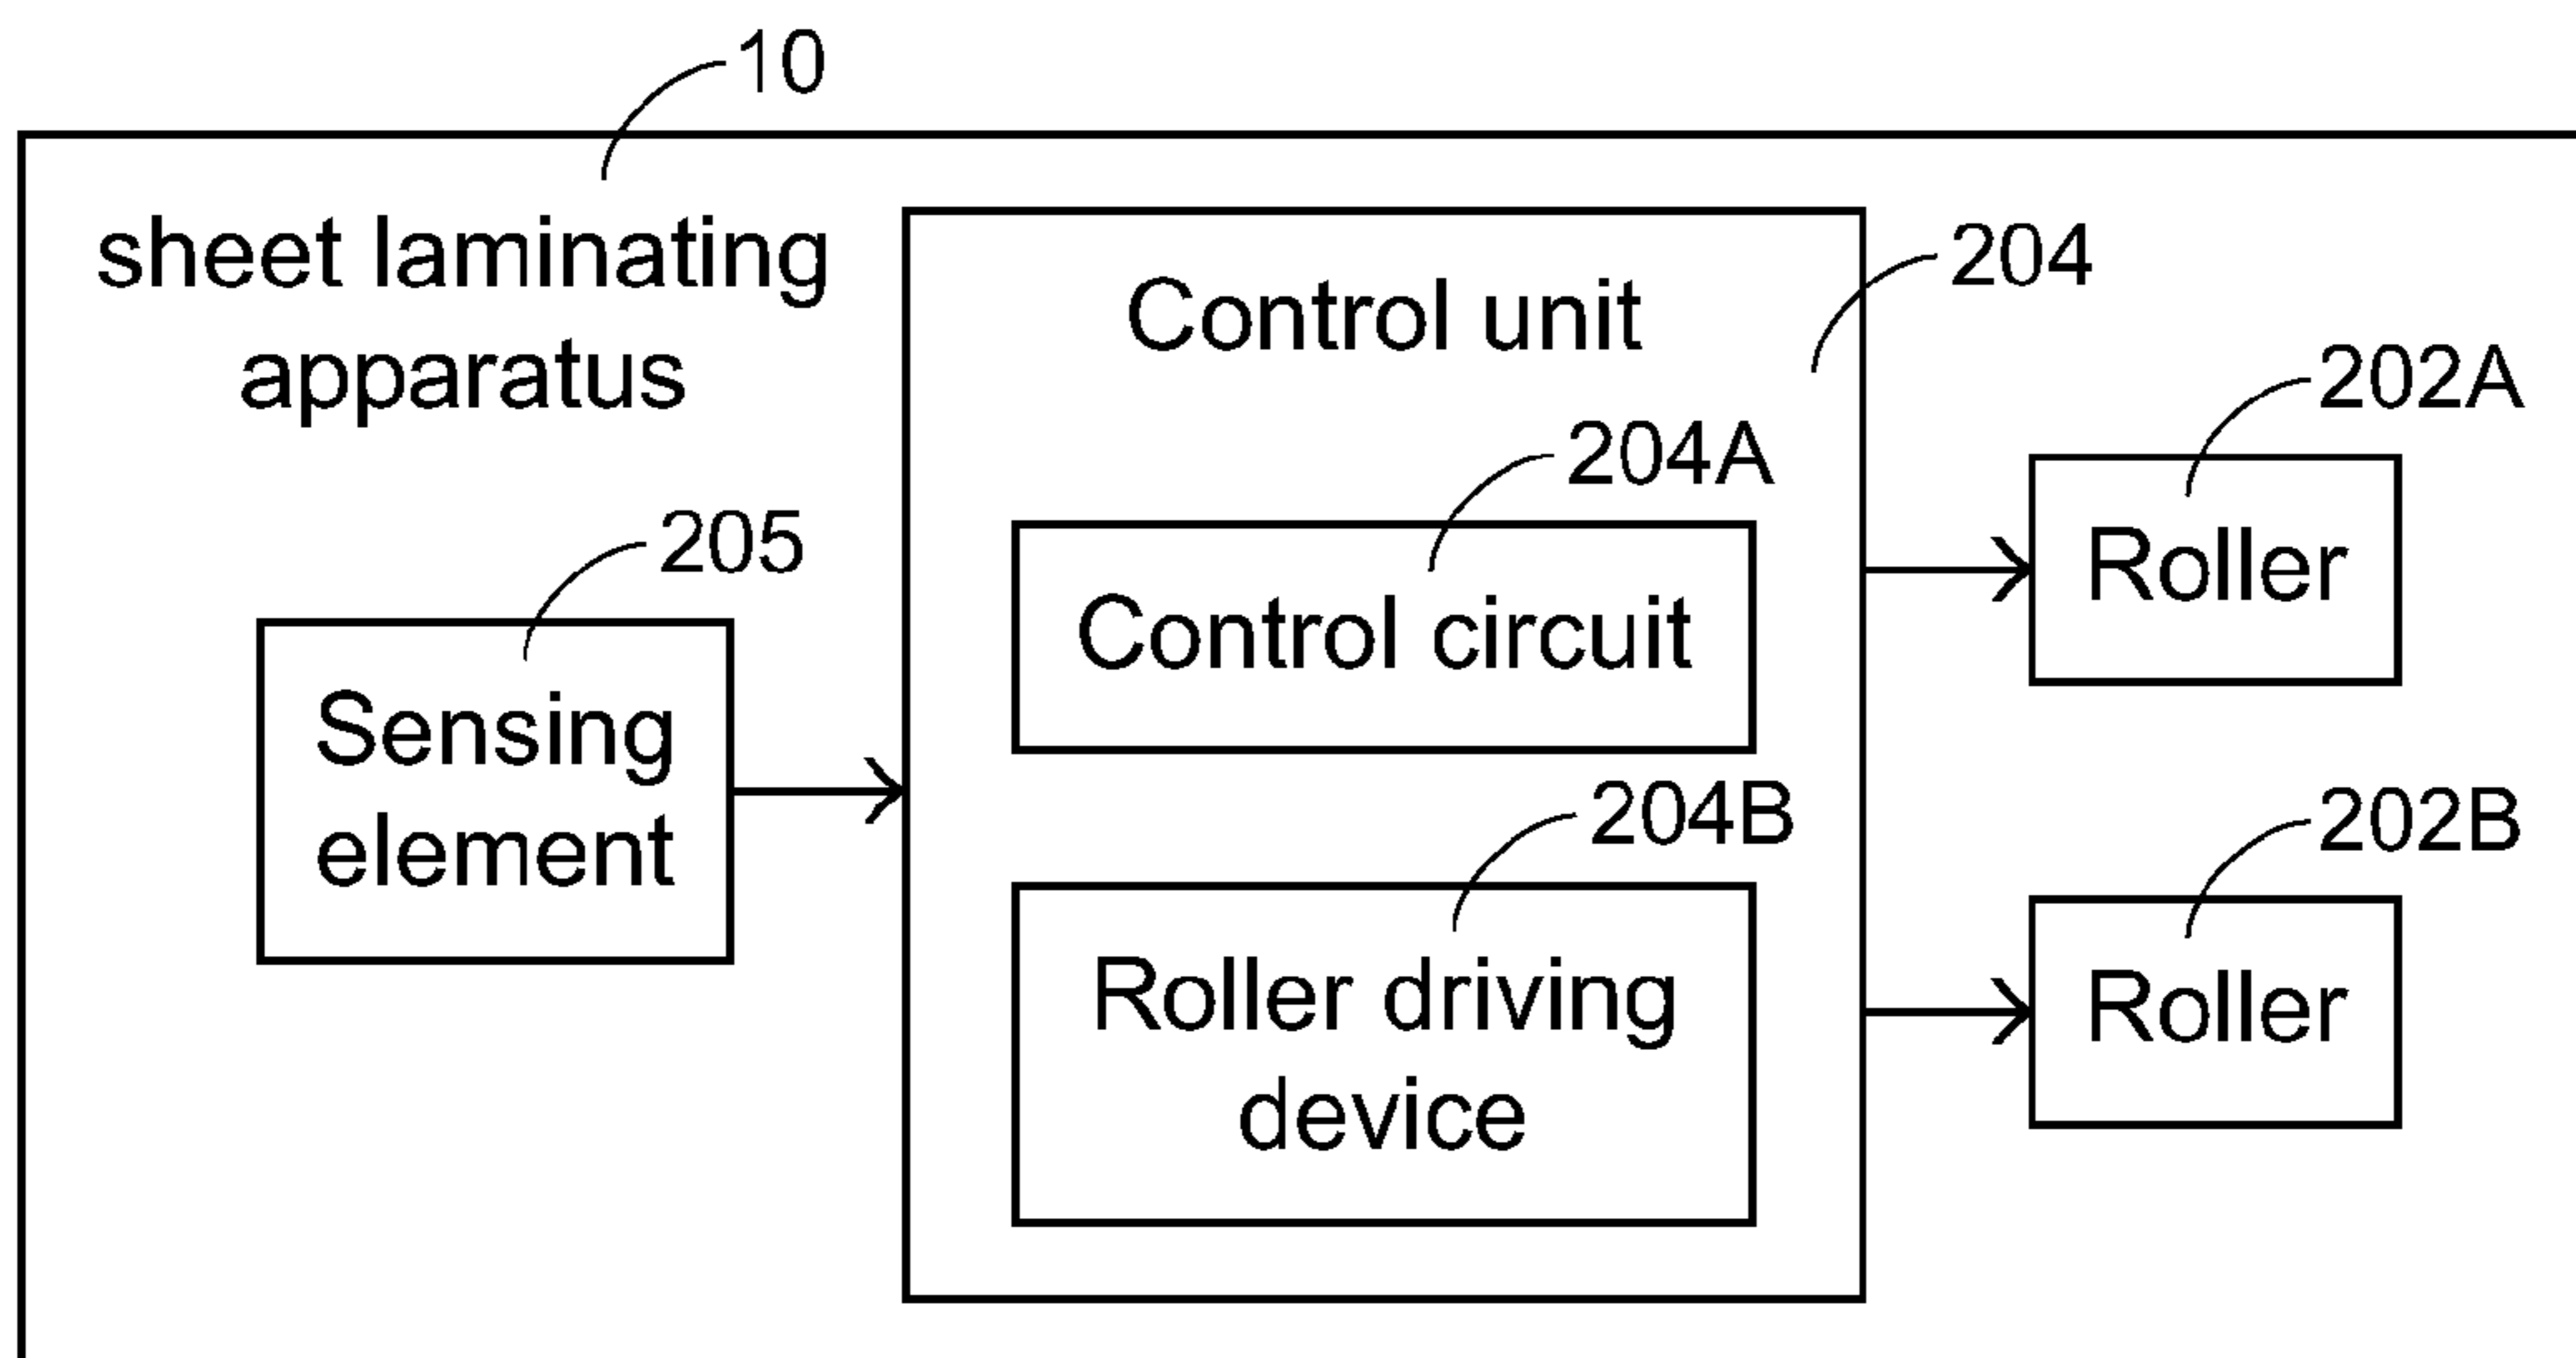 10
sheet laminating
apparatus
204
Control unit
202A
204A
Roller
205
Control circuit
Sensing
element
204B
202B
Roller driving
device
Roller